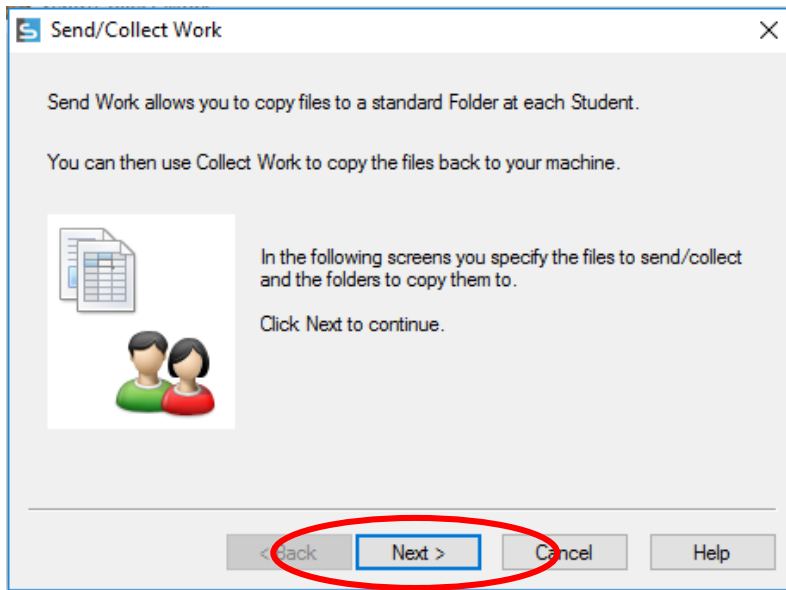 Send/Collect Work
Send Work allows you to copy files to a standard Folder at each Student.
You can then use Collect Work to copy the files back to your machine.
In the following screens you specify the files to send/collect
and the folders to copy them to.
Click Next to continue.
< Back Next > Cancel Help